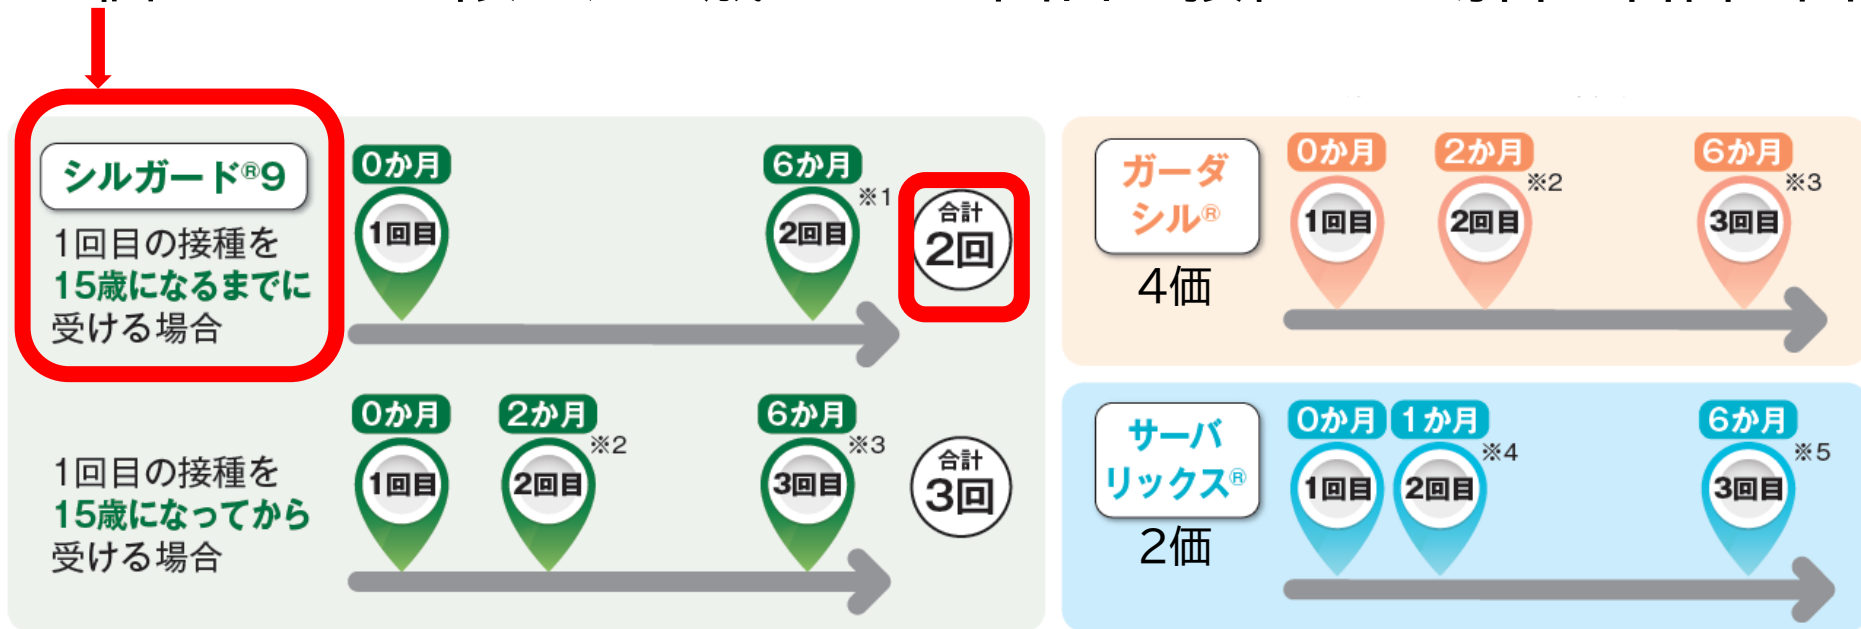 シルガード®9
1回目の接種を
15歳になるまでに
受ける場合
0か月
1回目
6か月
※1
2回目
合計
2回
1回目の接種を
15歳になってから
受ける場合
0か月
1回目
2か月
※2
2回目
6か月
※3
3回目
合計
3回
ガーダ
シル®
4価
0か月
1回目
2か月
※2
2回目
6か月
※3
3回目
サーバ
リックス®
2価
0か月
1回目
1か月
※4
2回目
6か月
※5
3回目